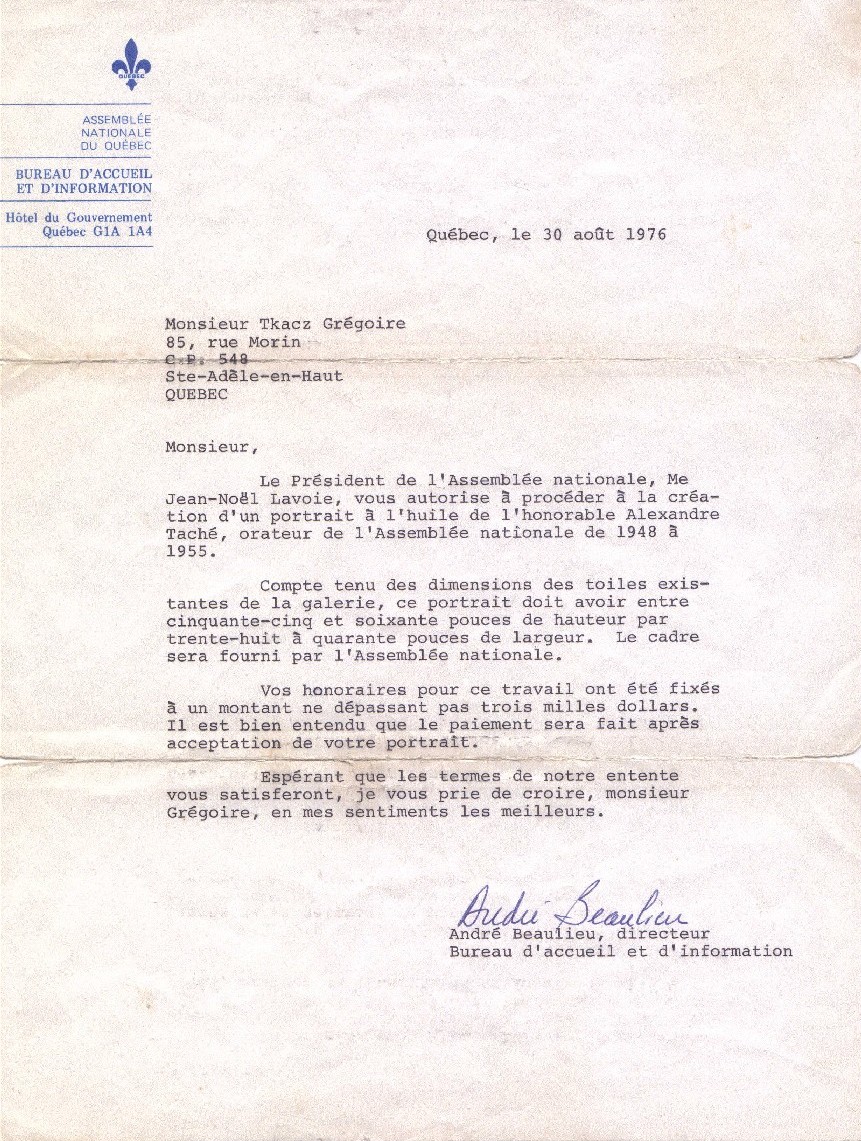 QUÉBEC
ASSEMBLÉE
NATIONALE
DU QUÉBEC
BUREAU D'ACCUEIL
ET D'INFORMATION
Hôtel du Gouvernement
Québec G1A 1A4
Québec, le 30 août 1976
Monsieur Tkacz Grégoire
85, rue Morin
C.P. 548
Ste-Adèle-en-Haut
QUEBEC
Monsieur,
Le Président de l'Assemblée nationale, Me
Jean-Noël Lavoie, vous autorise à procéder à la créa-
tion d'un portrait à l'huile de l'honorable Alexandre
Taché, orateur de l'Assemblée nationale de 1948 à
1955.
Compte tenu des dimensions des toiles exis-
tantes de la galerie, ce portrait doit avoir entre
cinquante-cinq et soixante pouces de hauteur par
trente-huit à quarante pouces de largeur. Le cadre
sera fourni par l'Assemblée nationale.
Vos honoraires pour ce travail ont été fixés
à un montant ne dépassant pas trois milles dollars.
Il est bien entendu que le paiement sera fait après
acceptation de votre portrait.
Espérant que les termes de notre entente
vous satisferont, je vous prie de croire, monsieur
Grégoire, en mes sentiments les meilleurs.
André Beaulieu
André Beaulieu, directeur
Bureau d'accueil et d'information